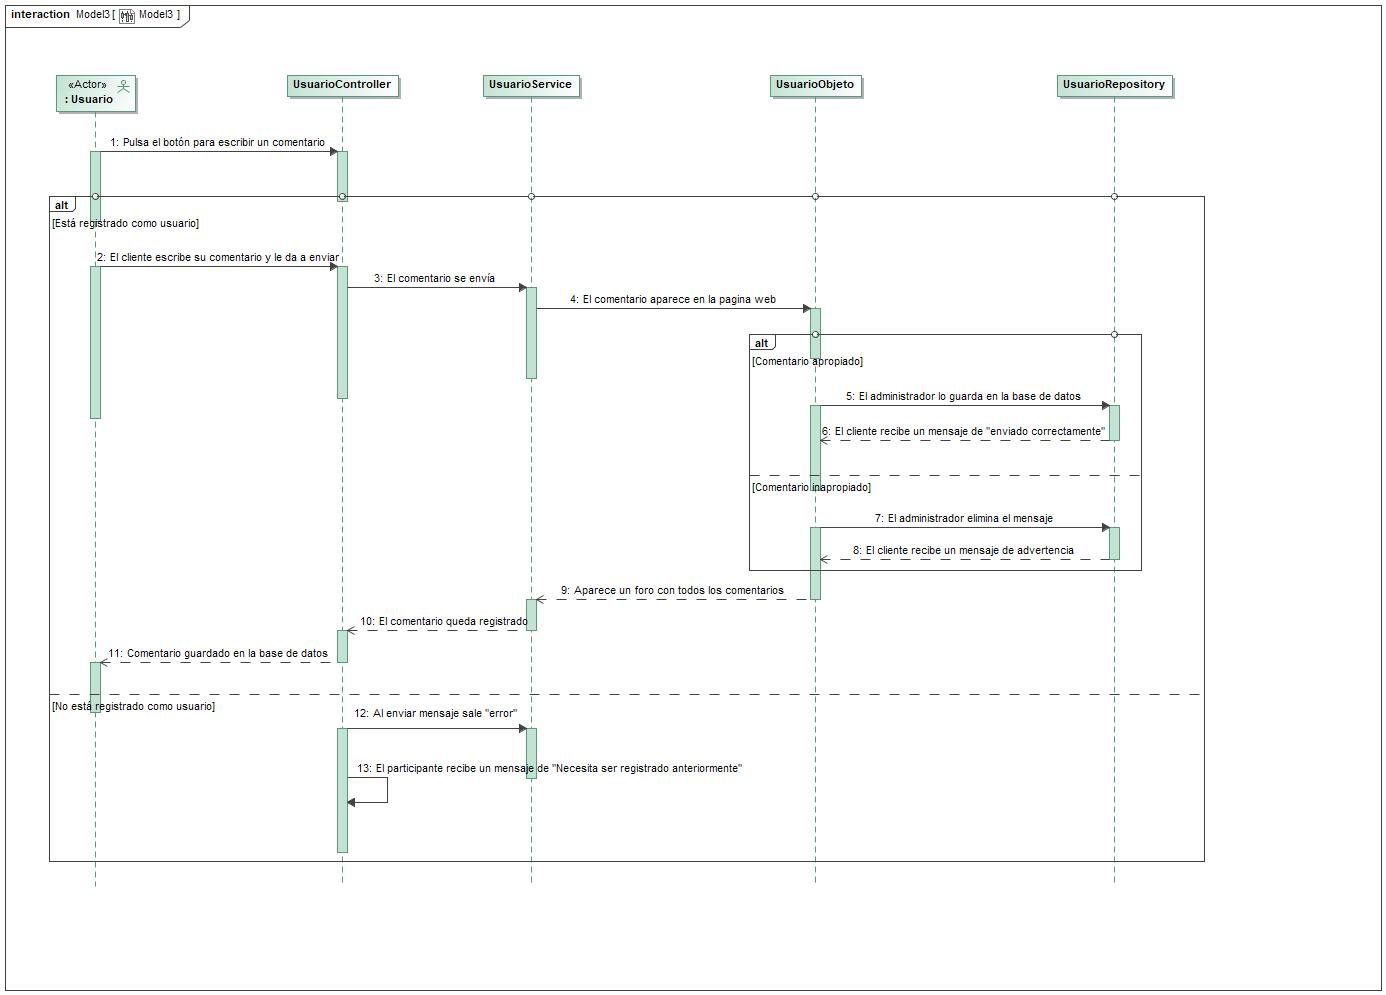 interaction Model3[ Model3 ]
«Actor»
: Usuario
UsuarioController
UsuarioService
UsuarioObjeto
UsuarioRepository
1: Pulsa el botón para escribir un comentario
alt
[Está registrado como usuario]
2: El cliente escribe su comentario y le da a enviar
3: El comentario se envía
4: El comentario aparece en la pagina web
alt
[Comentario apropiado]
5: El administrador lo guarda en la base de datos
6: El cliente recibe un mensaje de "enviado correctamente"
[Comentario inapropiado]
7: El administrador elimina el mensaje
8: El cliente recibe un mensaje de advertencia
9: Aparece un foro con todos los comentarios
10: El comentario queda registrado
11: Comentario guardado en la base de datos
[No está registrado como usuario]
12: Al enviar mensaje sale "error"
13: El participante recibe un mensaje de "Necesita ser registrado anteriormente"